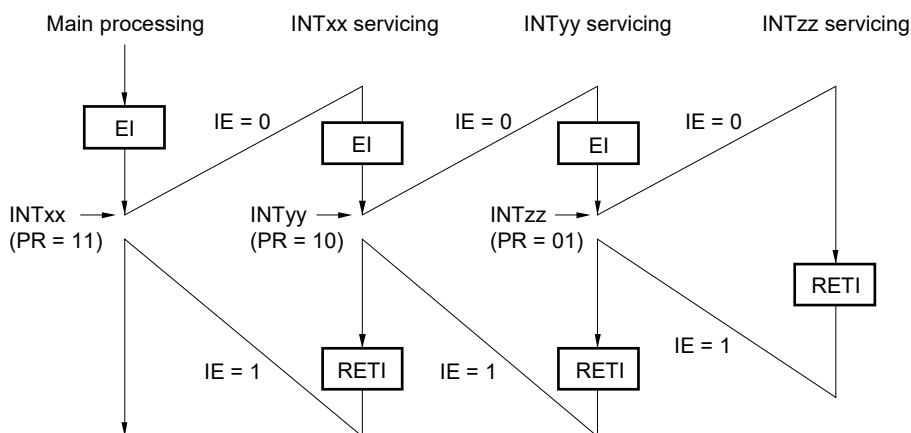 Main processing INTxx servicing INTyy servicing INTzz servicing
EI
IE = 0
EI
IE = 0
EI
IE = 0
INTxx
(PR = 11)
INTyy
(PR = 10)
INTzz
(PR = 01)
RETI
IE = 1
RETI
IE = 1
RETI
IE = 1